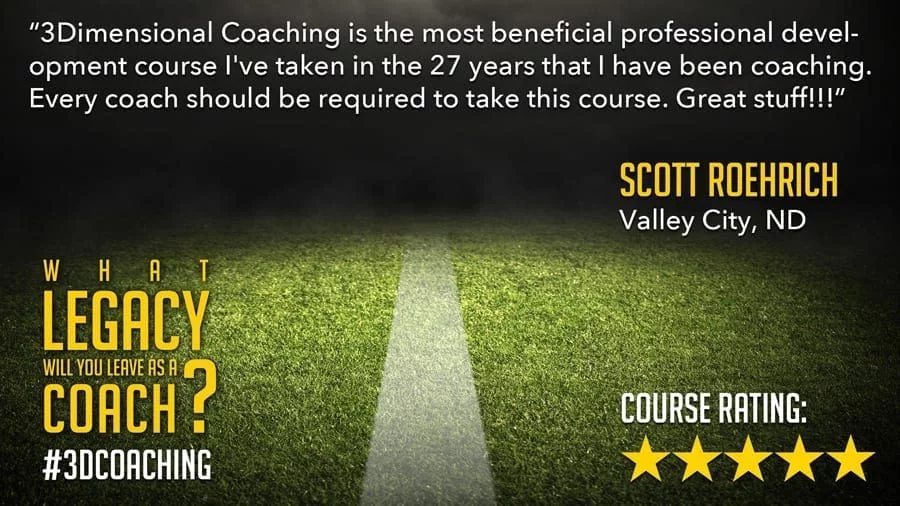 “3Dimensional Coaching is the most beneficial professional devel-
opment course I've taken in the 27 years that I have been coaching.
Every coach should be required to take this course. Great stuff!!!”
SCOTT ROEHRICH
Valley City, ND
WHAT
LEGACY
WILL YOU LEAVE AS A
COACH?
#3DCOACHING
COURSE RATING: